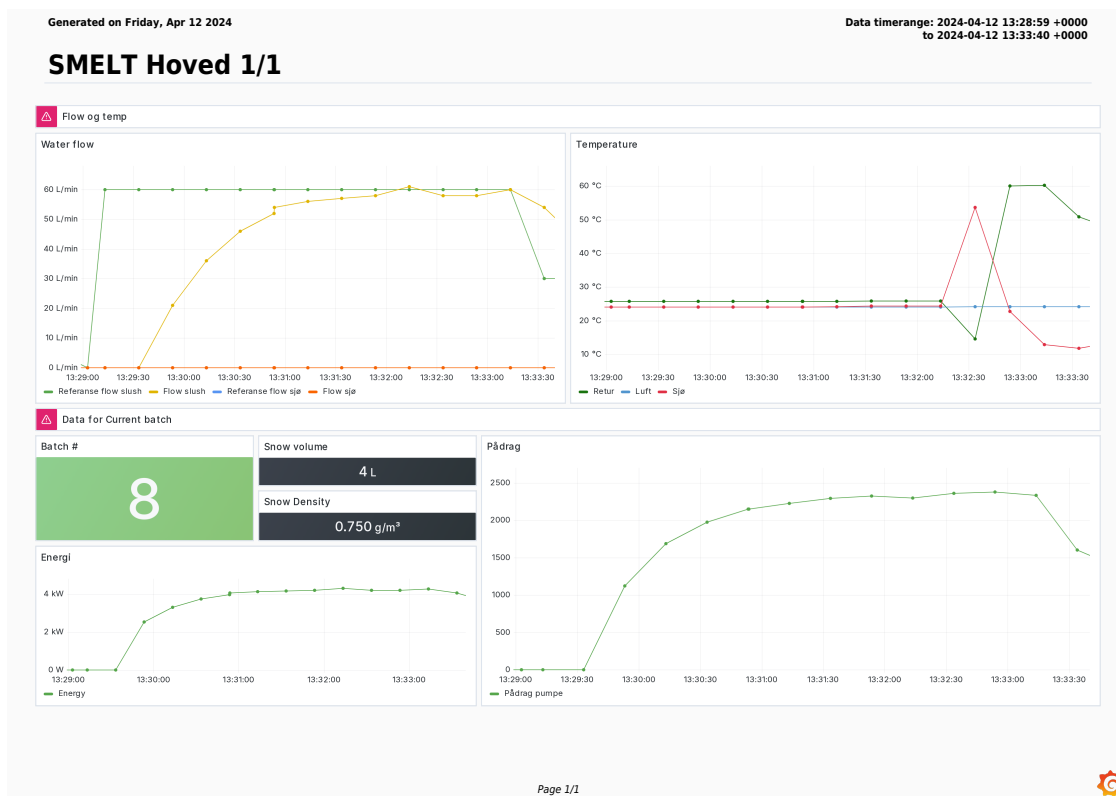 Generated on Friday, Apr 12 2024
Data timerange: 2024-04-12 13:28:59 +0000
to 2024-04-12 13:33:40 +0000
SMELT Hoved 1/1
Flow og temp
Water flow
60 L/min
50 L/min
40 L/min
30 L/min
20 L/min
10 L/min
0 L/min
13:29:00 13:29:30 13:30:00 13:30:30 13:31:00 13:31:30 13:32:00 13:32:30 13:33:00 13:33:30
Referanse flow slush Flow slush Referanse flow sjø Flow sjø
Temperature
60 °C
50 °C
40 °C
30 °C
20 °C
10 °C
13:29:00 13:29:30 13:30:00 13:30:30 13:31:00 13:31:30 13:32:00 13:32:30 13:33:00 13:33:30
Retur Luft Sjø
Data for Current batch
Batch #
8
Snow volume
4 L
Snow Density
0.750 g/m³
Energi
4 kW
2 kW
0 W
13:29:00 13:30:00 13:31:00 13:32:00 13:33:00
Energy
Pådrag
2500
2000
1500
1000
500
0
13:29:00 13:29:30 13:30:00 13:30:30 13:31:00 13:31:30 13:32:00 13:32:30 13:33:00 13:33:30
Pådrag pumpe
Page 1/1